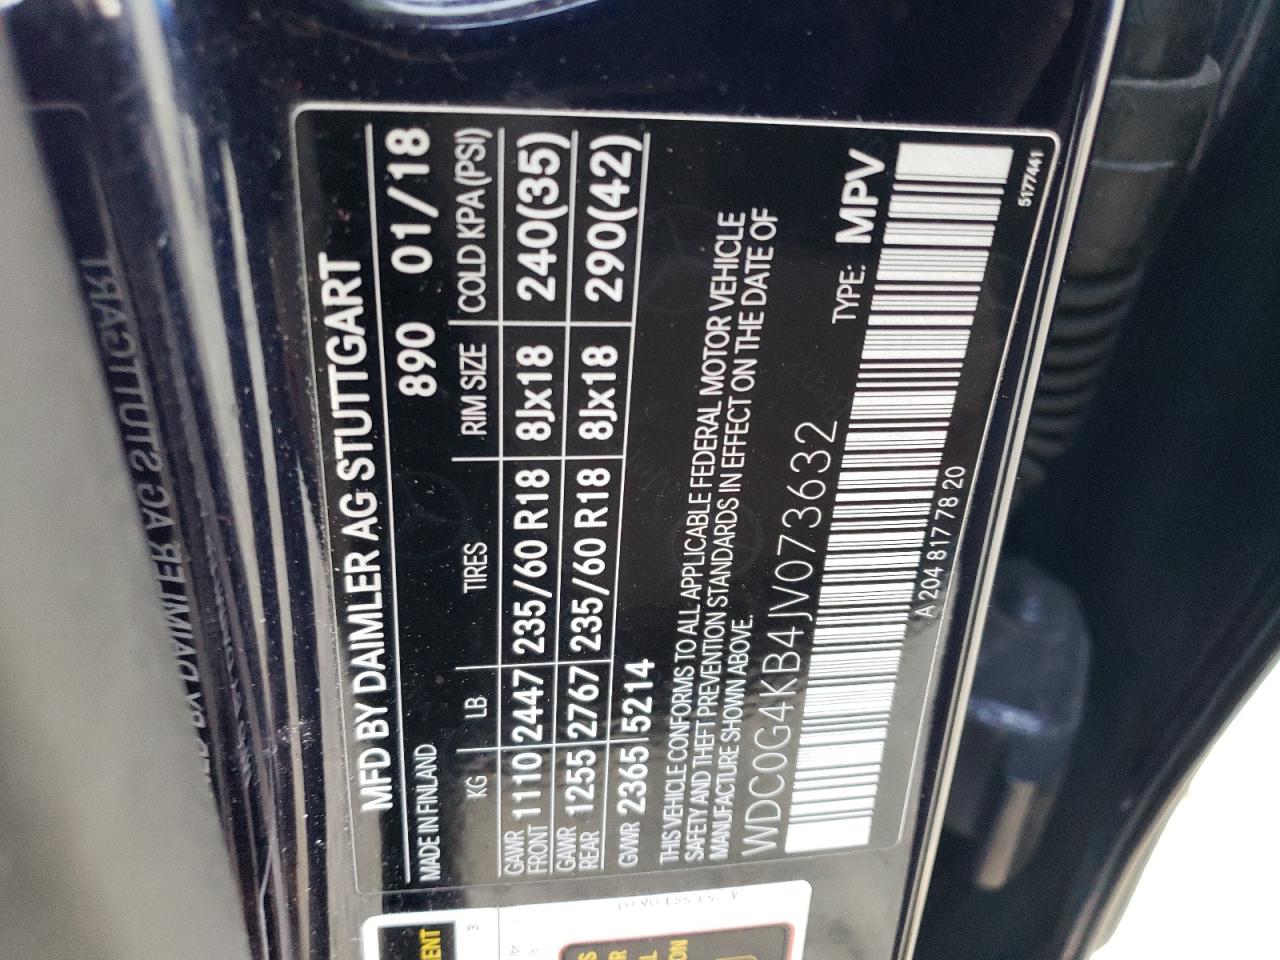 MFD BY DAIMLER AG STUTTGART
MADE IN FINLAND 890 01/18
KG LB TIRES RIM SIZE COLD KPA (PSI)
GAWR FRONT 1110 2447 235/60 R18 8Jx18 240(35)
GAWR REAR 1255 2767 235/60 R18 8Jx18 290(42)
GVWR 2365 5214
THIS VEHICLE CONFORMS TO ALL APPLICABLE FEDERAL MOTOR VEHICLE
SAFETY AND THEFT PREVENTION STANDARDS IN EFFECT ON THE DATE OF
MANUFACTURE SHOWN ABOVE.
WDC0G4KB4JV073632 TYPE: MPV
A 204 817 78 20
5177441